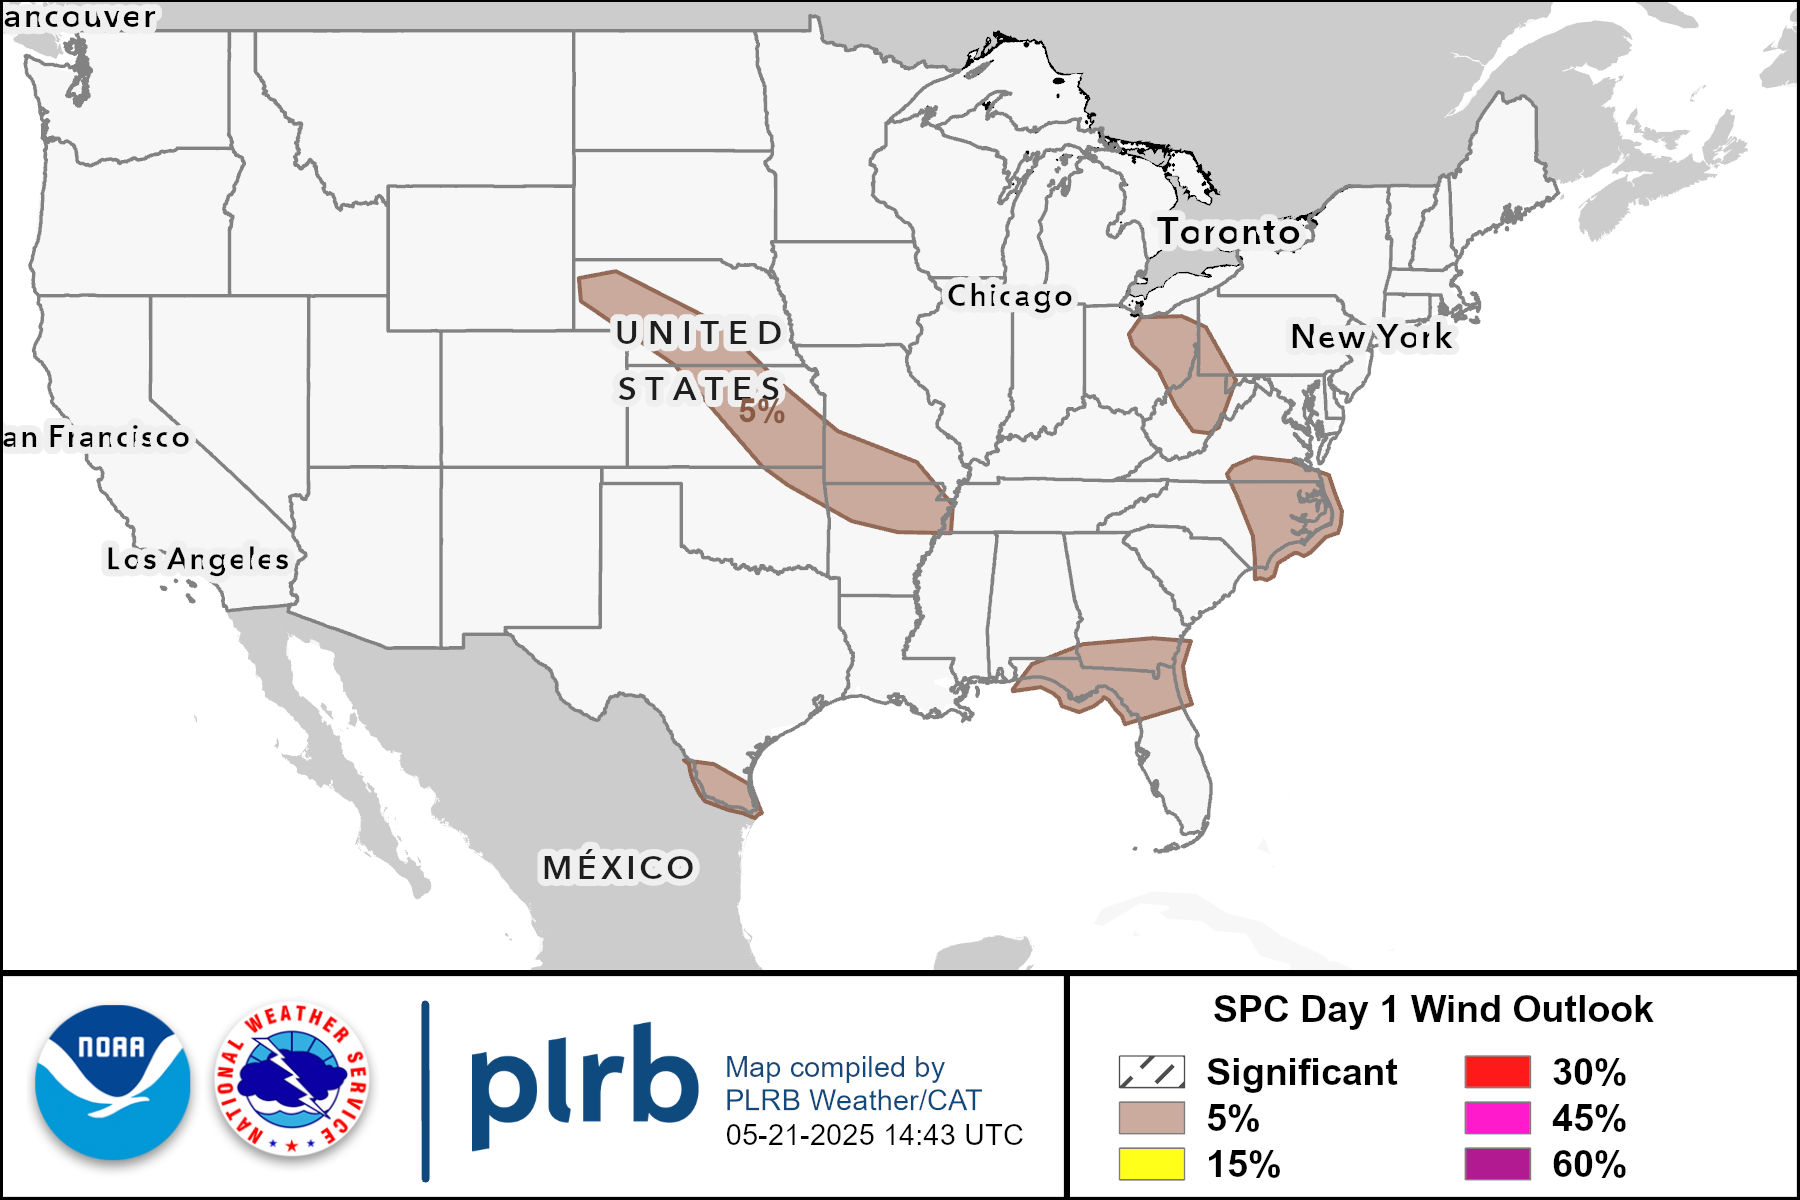 ancouver
Toronto
Chicago
UNITED
New York
STATES
5%
an Francisco
Los Angeles
MÉXICO
NOAA
NATIONAL WEATHER SERVICE
plrb
Map compiled by
PLRB Weather/CAT
05-21-2025 14:43 UTC
SPC Day 1 Wind Outlook
Significant
30%
5%
45%
15%
60%